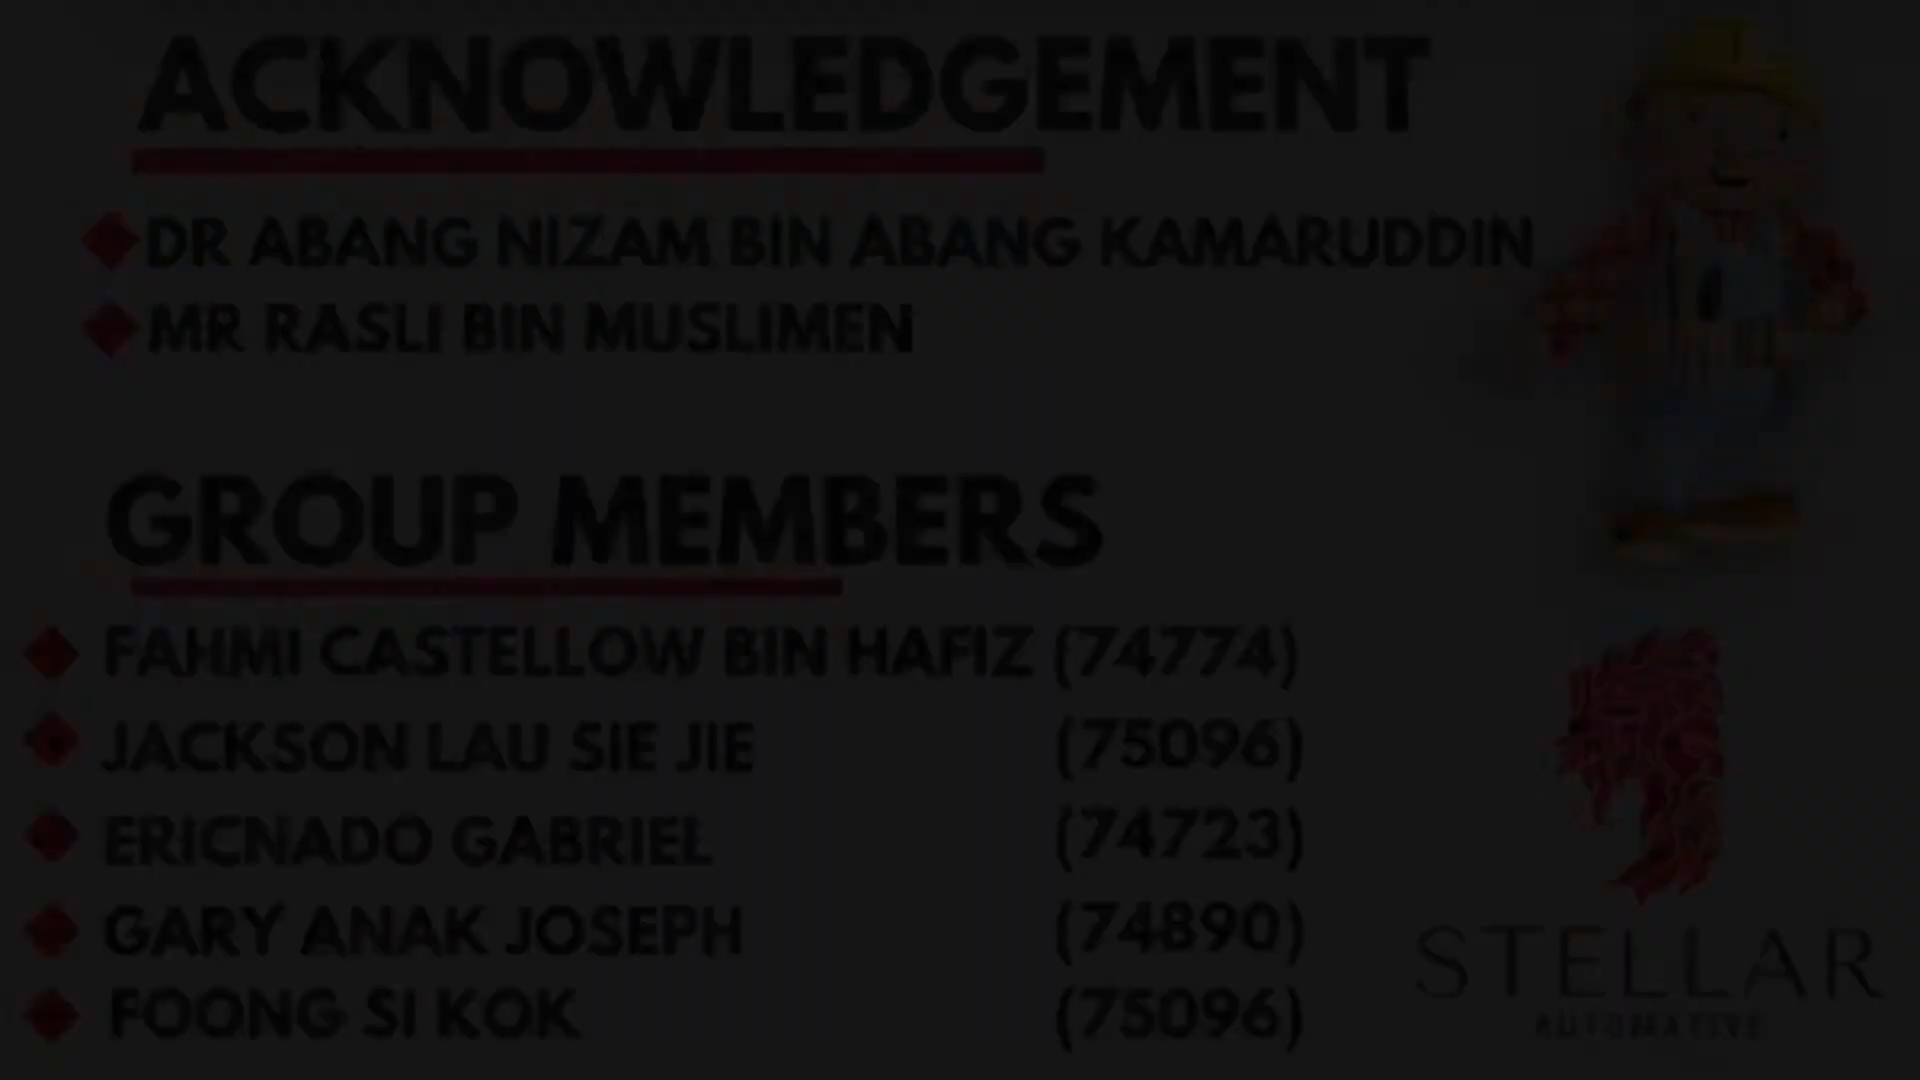 ACKNOWLEDGEMENT
DR ABANG NIZAM BIN ABANG KAMARUDDIN
MR RASLI BIN MUSLIMEN
GROUP MEMBERS
FAHMI CASTELLOW BIN HAFIZ (74774)
JACKSON LAU SIE JIE (75096)
ERICNADO GABRIEL (74723)
GARY ANAK JOSEPH (74890)
FOONG SI KOK (75096)
STELLAR
AUTOMATIVE